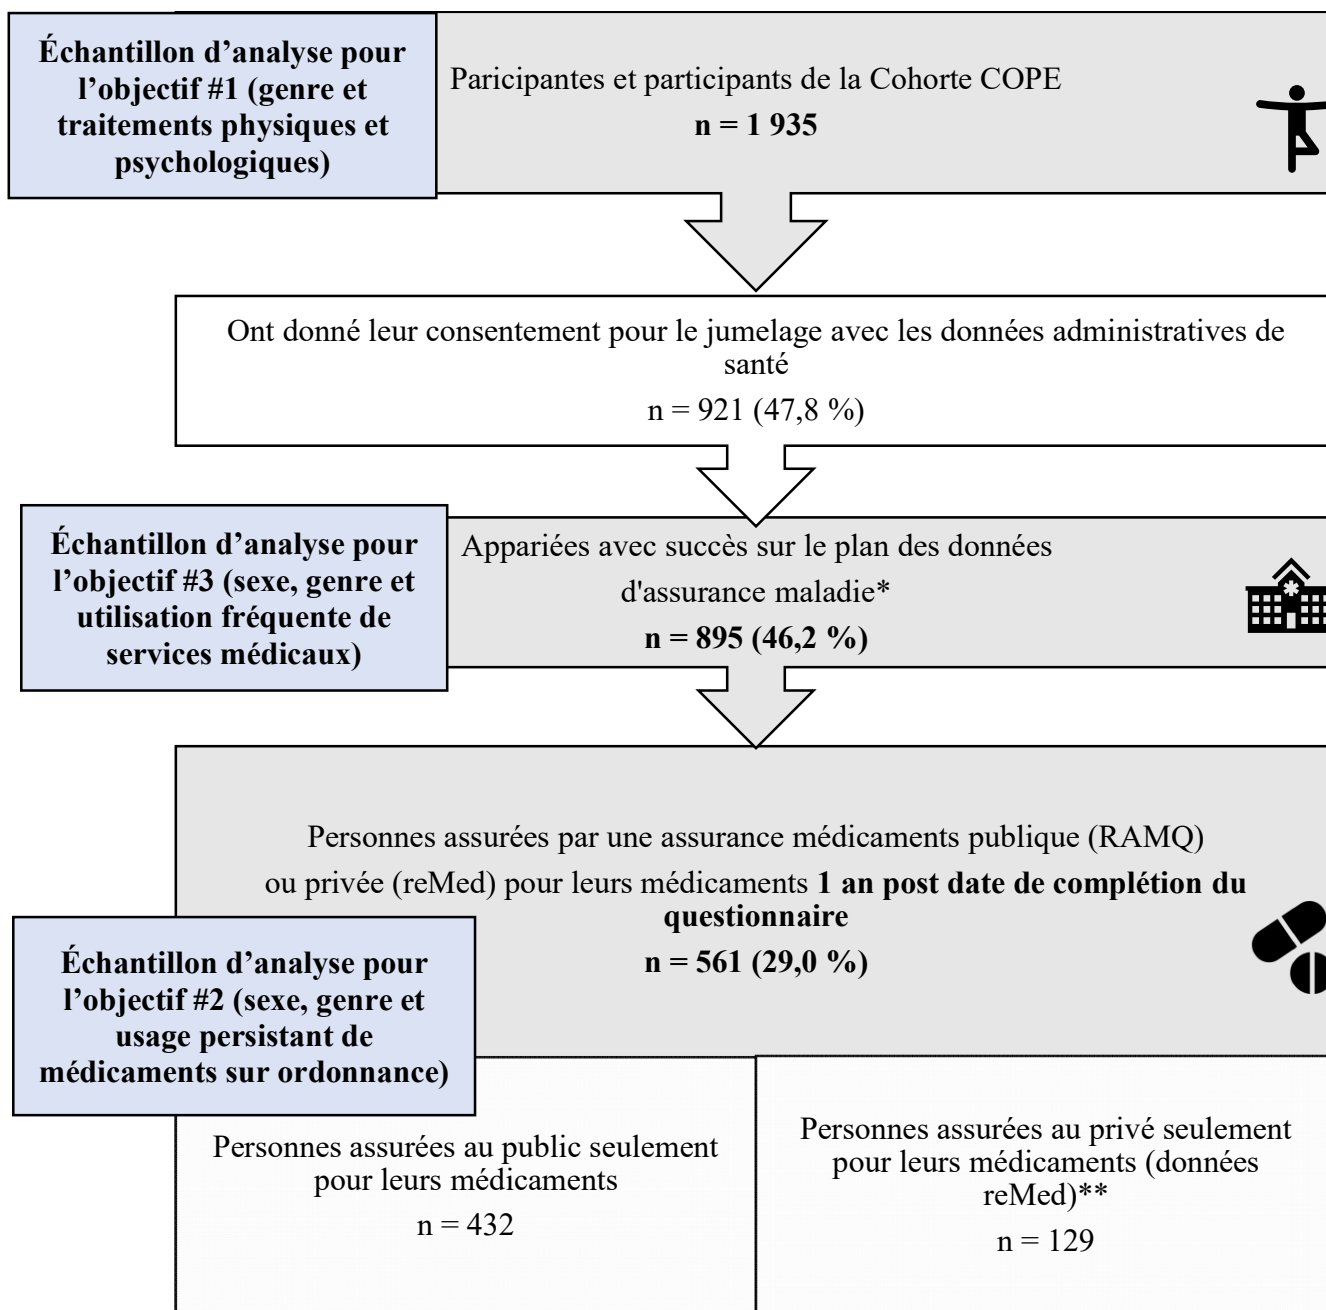 Échantillon d’analyse pour
l’objectif #1 (genre et
traitements physiques et
psychologiques)
Paricipantes et participants de la Cohorte COPE
n = 1 935
Ont donné leur consentement pour le jumelage avec les données administratives de
santé
n = 921 (47,8 %)
Échantillon d’analyse pour
l’objectif #3 (sexe, genre et
utilisation fréquente de
services médicaux)
Appariées avec succès sur le plan des données
d'assurance maladie*
n = 895 (46,2 %)
Personnes assurées par une assurance médicaments publique (RAMQ)
ou privée (reMed) pour leurs médicaments 1 an post date de complétion du
questionnaire
n = 561 (29,0 %)
Échantillon d’analyse pour
l’objectif #2 (sexe, genre et
usage persistant de
médicaments sur ordonnance)
Personnes assurées au public seulement
pour leurs médicaments
n = 432
Personnes assurées au privé seulement
pour leurs médicaments (données
reMed)**
n = 129